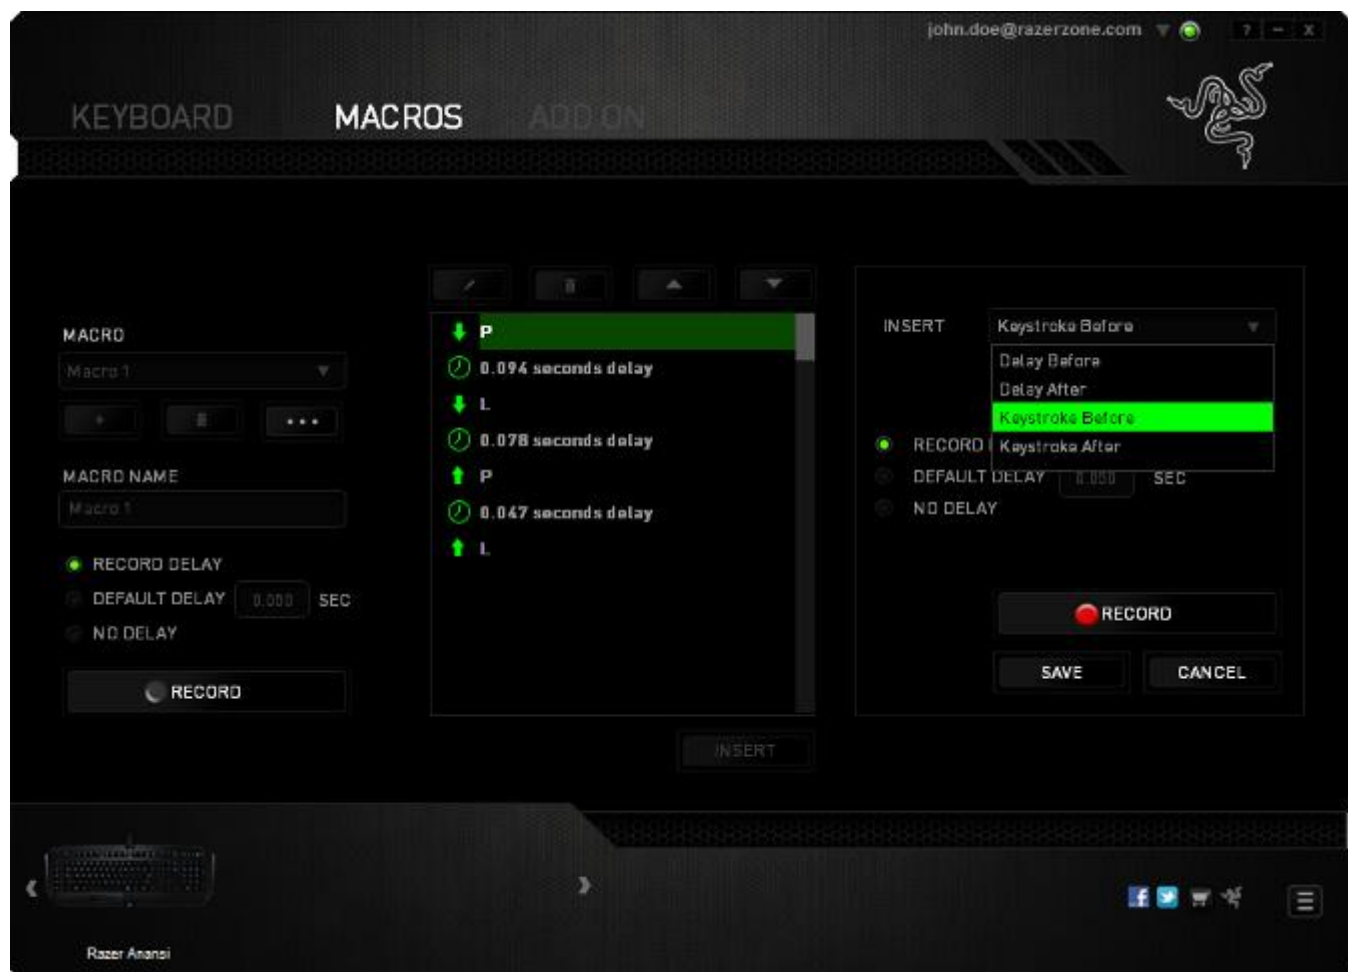 john.doe@razerzone.com
? - X
KEYBOARD MACROS ADD-ON
MACRO
Macro 1
MACRO NAME
Macro 1
RECORD DELAY
DEFAULT DELAY 0.000 SEC
NO DELAY
RECORD
P
0.094 seconds delay
L
0.078 seconds delay
P
0.047 seconds delay
L
INSERT
INSERT Keystroke Before
Delay Before
Delay After
Keystroke Before
Keystroke After
RECORD
DEFAULT DELAY SEC
NO DELAY
RECORD
SAVE CANCEL
Razer Anansi